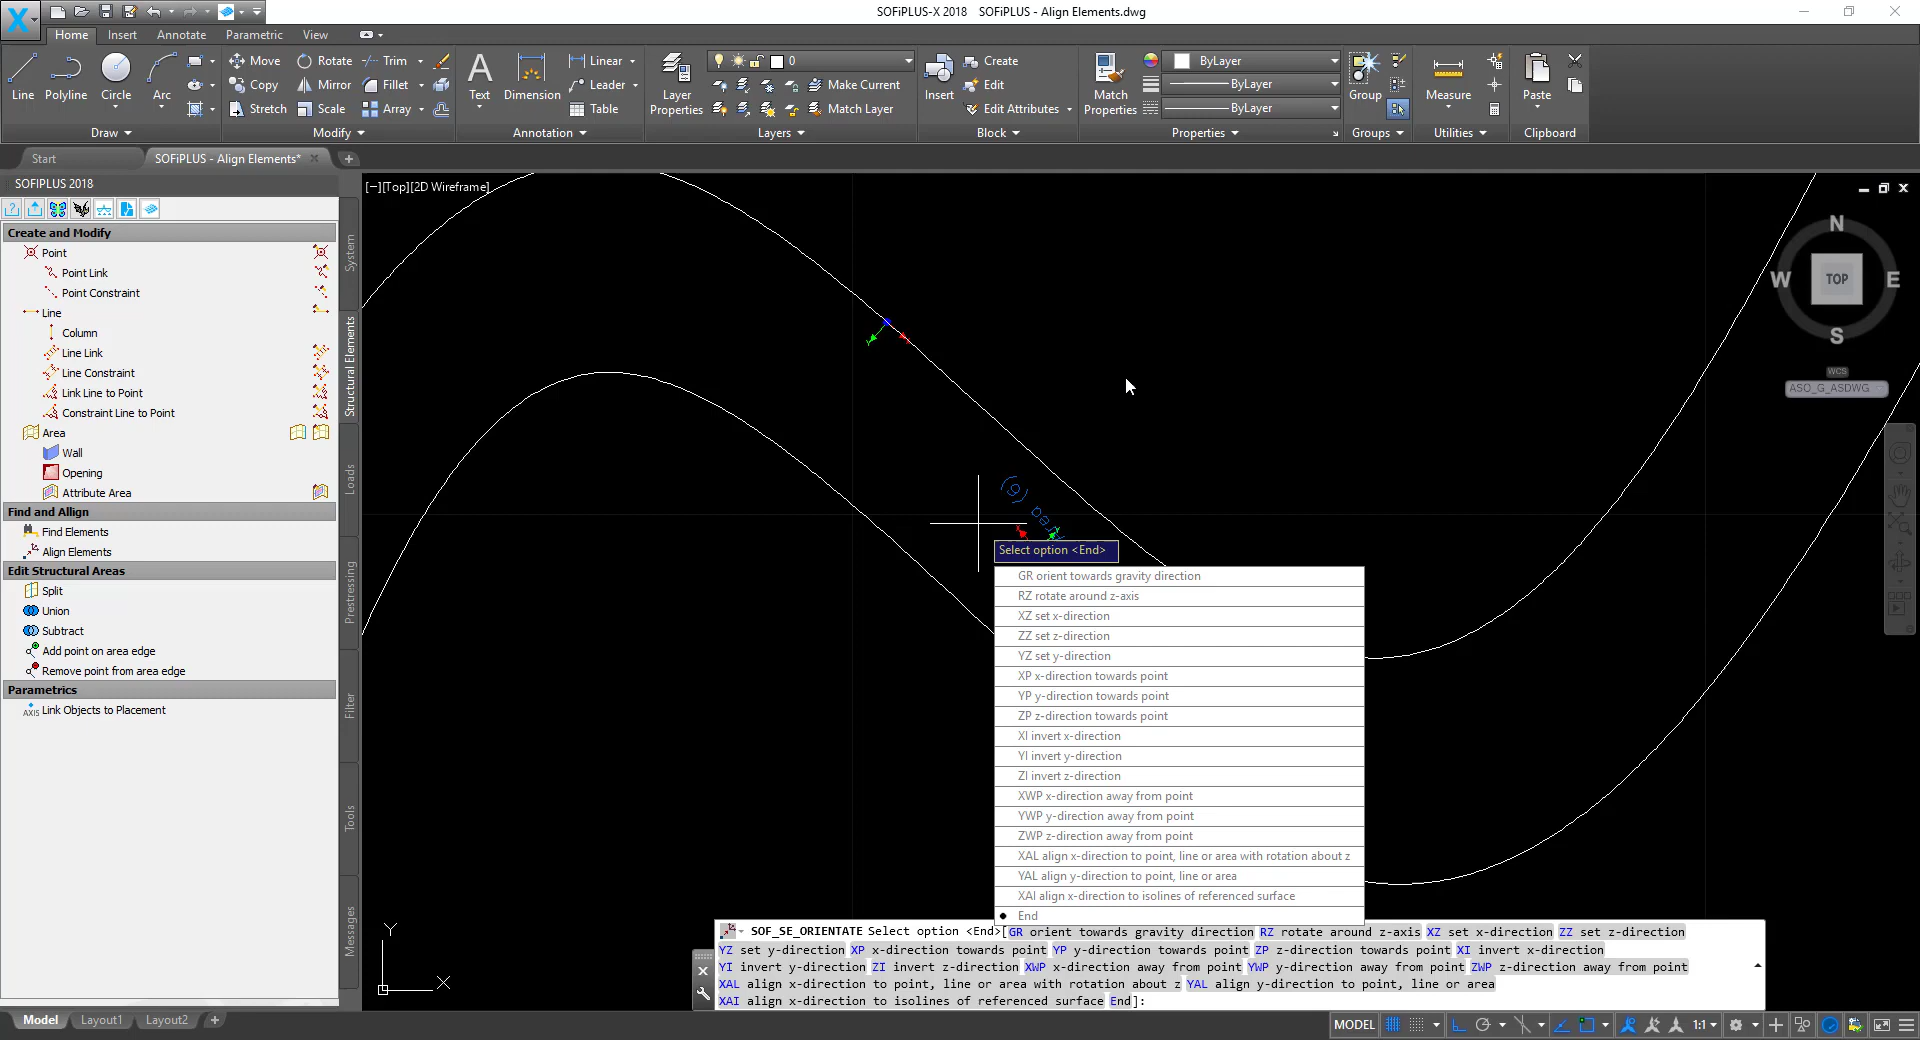 SOFiPLUS-X 2018 SOFiPLUS - Align Elements.dwg
Home Insert Annotate Parametric View
Move Rotate Trim Linear 0 Create ByLayer
Copy Mirror Fillet Leader Make Current Edit ByLayer
Line Polyline Circle Arc Text Dimension Layer Properties Insert Match Properties Group Measure Paste
Stretch Scale Array Table Match Layer Edit Attributes ByLayer
Draw Modify Annotation Layers Block Properties Groups Utilities Clipboard
Start SOFiPLUS - Align Elements*
SOFIPLUS 2018
[−][Top][2D Wireframe]
Create and Modify
Point
Point Link
Point Constraint
Line
Column
Line Link
Line Constraint
Link Line to Point
Constraint Line to Point
Area
Wall
Opening
Attribute Area
Find and Align
Find Elements
Align Elements
Edit Structural Areas
Split
Union
Subtract
Add point on area edge
Remove point from area edge
Parametrics
AXIS Link Objects to Placement
System
Structural Elements
Loads
Prestressing
Filter
Tools
Messages
N
W TOP E
S
WCS
ASO_G_ASDWG
Y
X
Y
Select option <End>
GR orient towards gravity direction
RZ rotate around z-axis
XZ set x-direction
ZZ set z-direction
YZ set y-direction
XP x-direction towards point
YP y-direction towards point
ZP z-direction towards point
XI invert x-direction
YI invert y-direction
ZI invert z-direction
XWP x-direction away from point
YWP y-direction away from point
ZWP z-direction away from point
XAL align x-direction to point, line or area with rotation about z
YAL align y-direction to point, line or area
XAI align x-direction to isolines of referenced surface
End
SOF_SE_ORIENTATE Select option <End>[GR orient towards gravity direction RZ rotate around z-axis XZ set x-direction ZZ set z-direction
YZ set y-direction XP x-direction towards point YP y-direction towards point ZP z-direction towards point XI invert x-direction
YI invert y-direction ZI invert z-direction XWP x-direction away from point YWP y-direction away from point ZWP z-direction away from point
XAL align x-direction to point, line or area with rotation about z YAL align y-direction to point, line or area
XAI align x-direction to isolines of referenced surface End]:
Y
X
Model Layout1 Layout2
MODEL 1:1